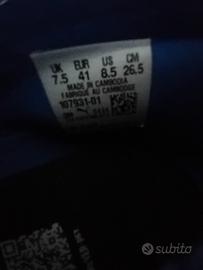 UK EUR US CM
7.5 41 8.5 26.5
MADE IN CAMBODIA
FABRIQUÉ AU CAMBODGE
107931-01
subito